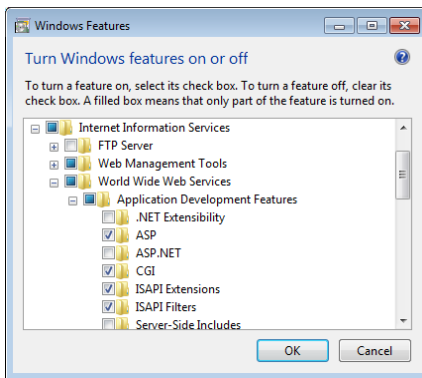 Windows Features
Turn Windows features on or off
To turn a feature on, select its check box. To turn a feature off, clear its
check box. A filled box means that only part of the feature is turned on.
Internet Information Services
FTP Server
Web Management Tools
World Wide Web Services
Application Development Features
.NET Extensibility
ASP
ASP.NET
CGI
ISAPI Extensions
ISAPI Filters
Server-Side Includes
OK Cancel